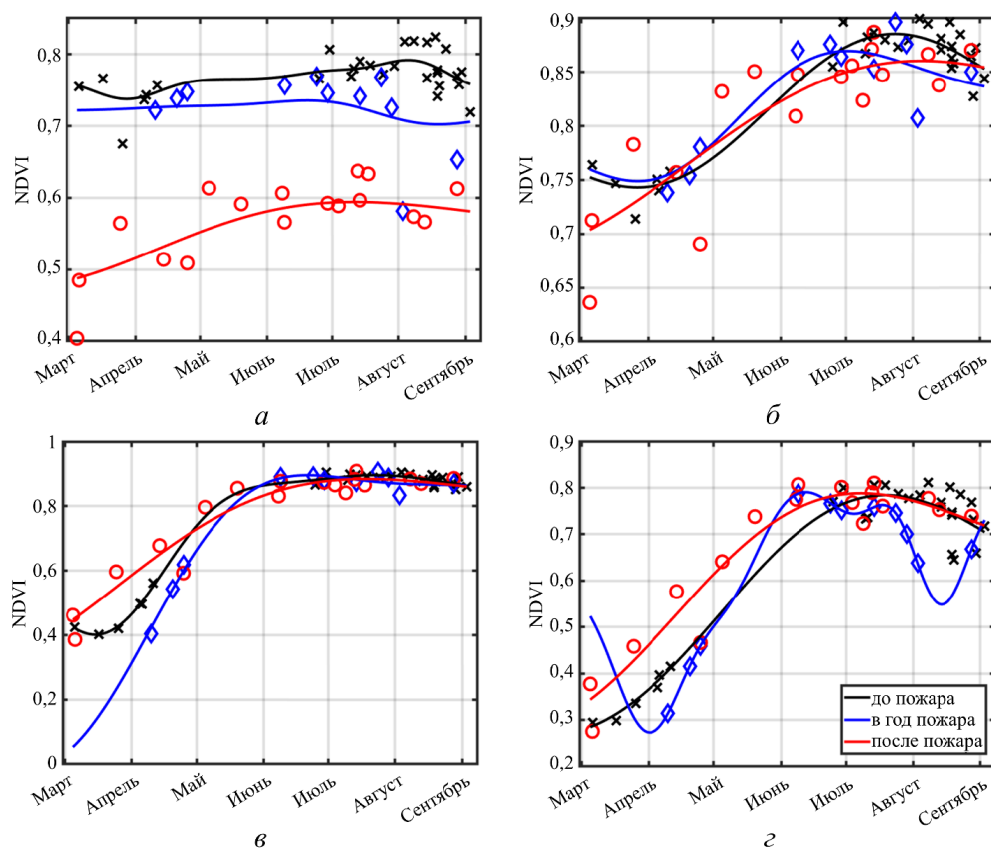 0,8
0,7
0,6
0,5
0,4
NDVI
Март
Апрель
Май
Июнь
Июль
Август
Сентябрь
а
0,9
0,85
0,8
0,75
0,7
0,65
0,6
NDVI
Март
Апрель
Май
Июнь
Июль
Август
Сентябрь
б
1
0,8
0,6
0,4
0,2
0
NDVI
Март
Апрель
Май
Июнь
Июль
Август
Сентябрь
в
0,9
0,8
0,7
0,6
0,5
0,4
0,3
0,2
NDVI
до пожара
в год пожара
после пожара
Март
Апрель
Май
Июнь
Июль
Август
Сентябрь
г